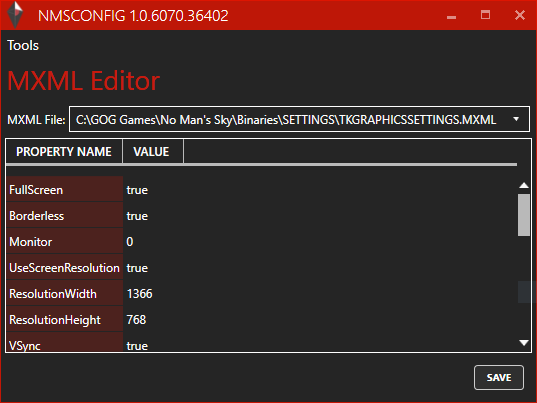 NMSCONFIG 1.0.6070.36402
Tools
MXML Editor
MXML File: C:\GOG Games\No Man's Sky\Binaries\SETTINGS\TKGRAPHICSSETTINGS.MXML
PROPERTY NAME VALUE
FullScreen true
Borderless true
Monitor 0
UseScreenResolution true
ResolutionWidth 1366
ResolutionHeight 768
VSync true
SAVE